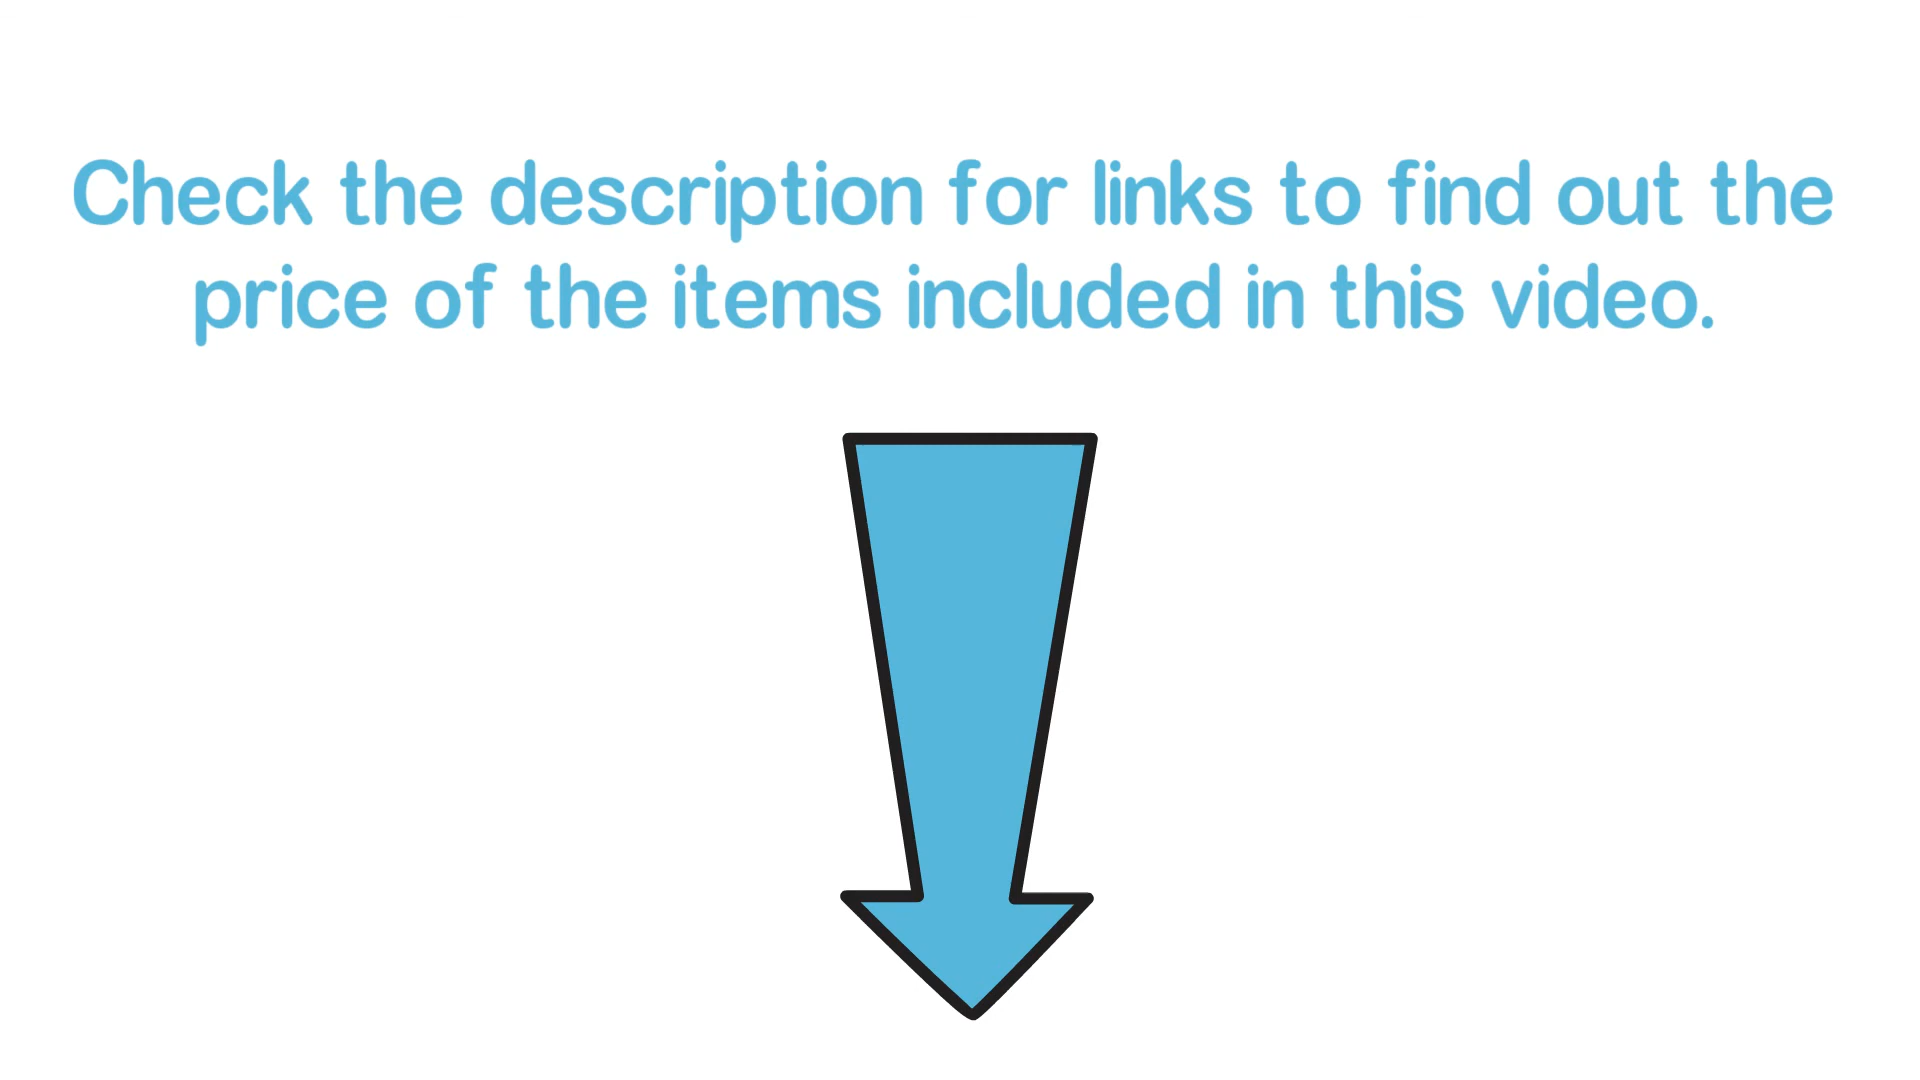 Check the description for links to find out the
price of the items included in this video.